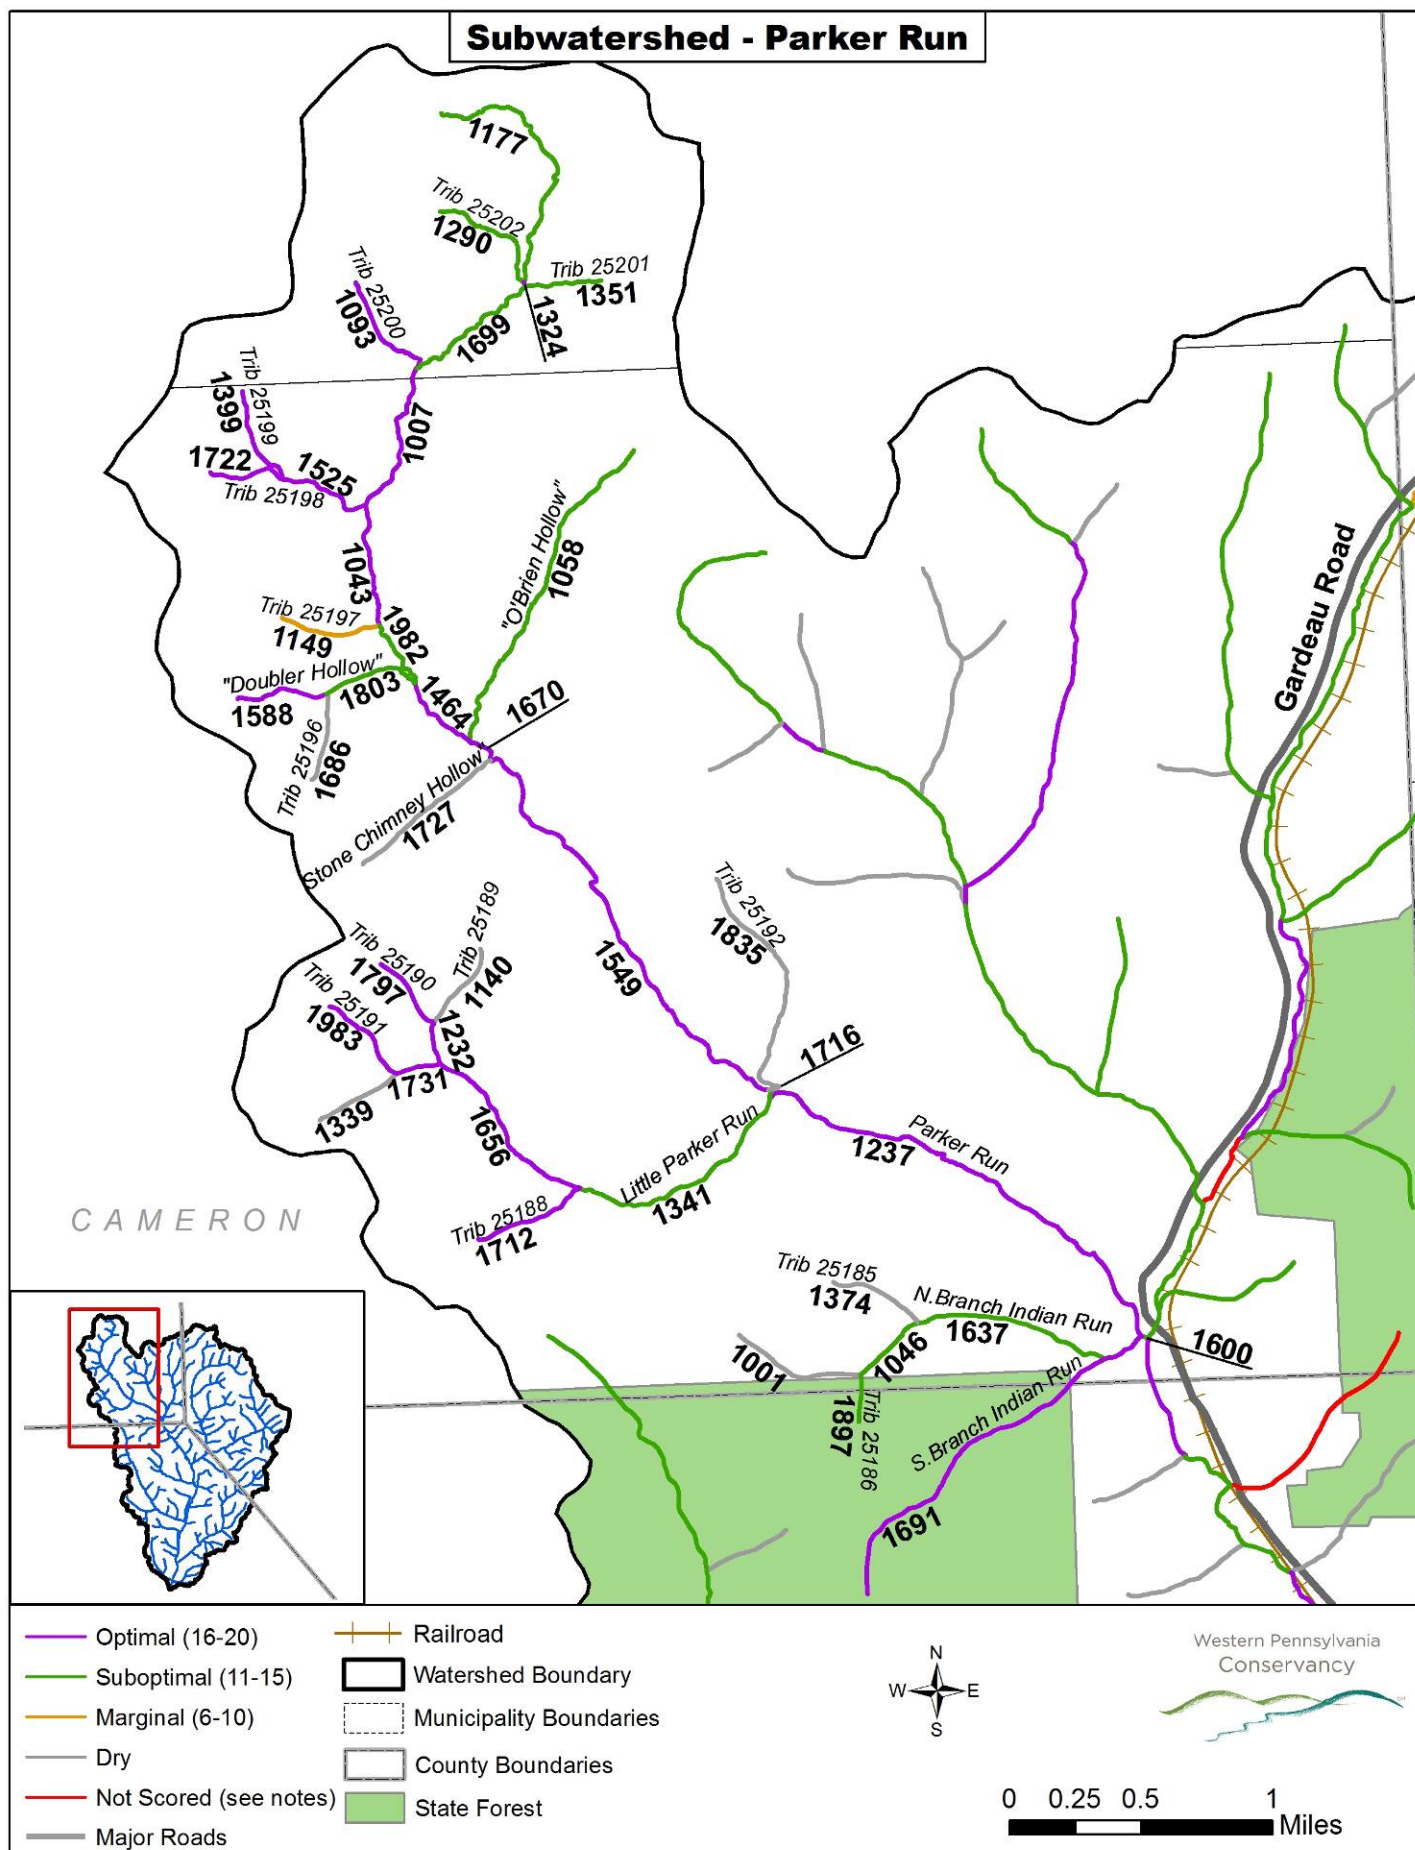 Subwatershed - Parker Run
1177
Trib 25202
1290
Trib 25201
1351
Trib 25200
1093
1324
1699
Trib 25199
1399
1007
1722
1525
Trib 25198
"O'Brien Hollow"
1058
1043
Gardeau Road
Trib 25197
1149
1982
"Doubler Hollow"
1803
1588
1464
1670
Trib 25196
1686
Stone Chimney Hollow"
1727
Trib 25192
1835
Trib 25189
1140
Trib 25190
1797
Trib 25191
1983
1549
1232
1731
1339
1716
1656
Parker Run
1237
Little Parker Run
1341
Trib 25188
1712
CAMERON
Trib 25185
1374
N.Branch Indian Run
1637
1046
1001
1600
Trib 25186
1897
S.Branch Indian Run
1691
Optimal (16-20)
Suboptimal (11-15)
Marginal (6-10)
Dry
Not Scored (see notes)
Major Roads
Railroad
Watershed Boundary
Municipality Boundaries
County Boundaries
State Forest
N
W E
S
Western Pennsylvania
Conservancy
0 0.25 0.5 1
Miles